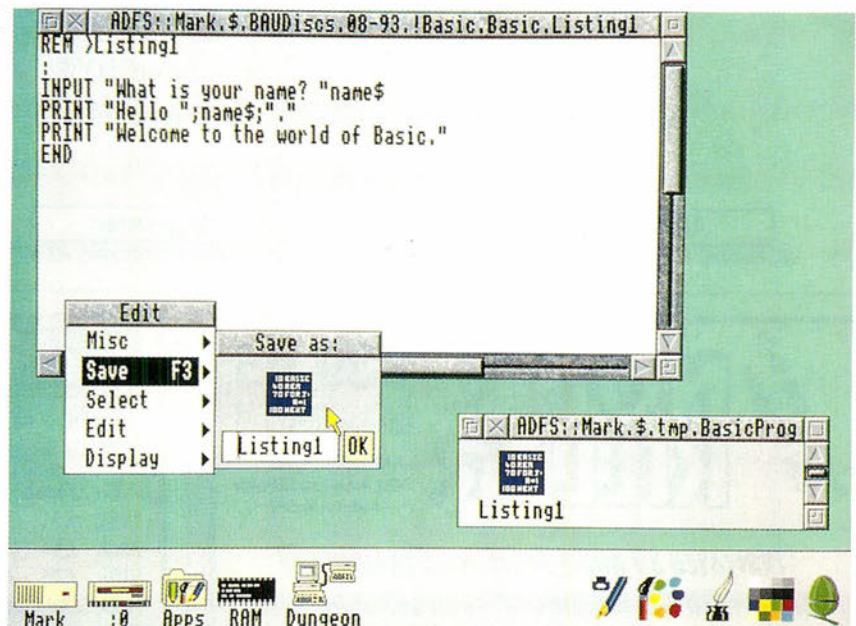 ADFS::Mark.$.BAUDiscs.08-93.!Basic.Basic.Listing1
REM >Listing1
:
INPUT "What is your name? "name$
PRINT "Hello ";name$;"."
PRINT "Welcome to the world of Basic."
END
Edit
Misc
Save F3
Select
Edit
Display
Save as:
Listing1
OK
ADFS::Mark.$.tmp.BasicProg
Listing1
Mark
:0
Apps
RAM
Dungeon